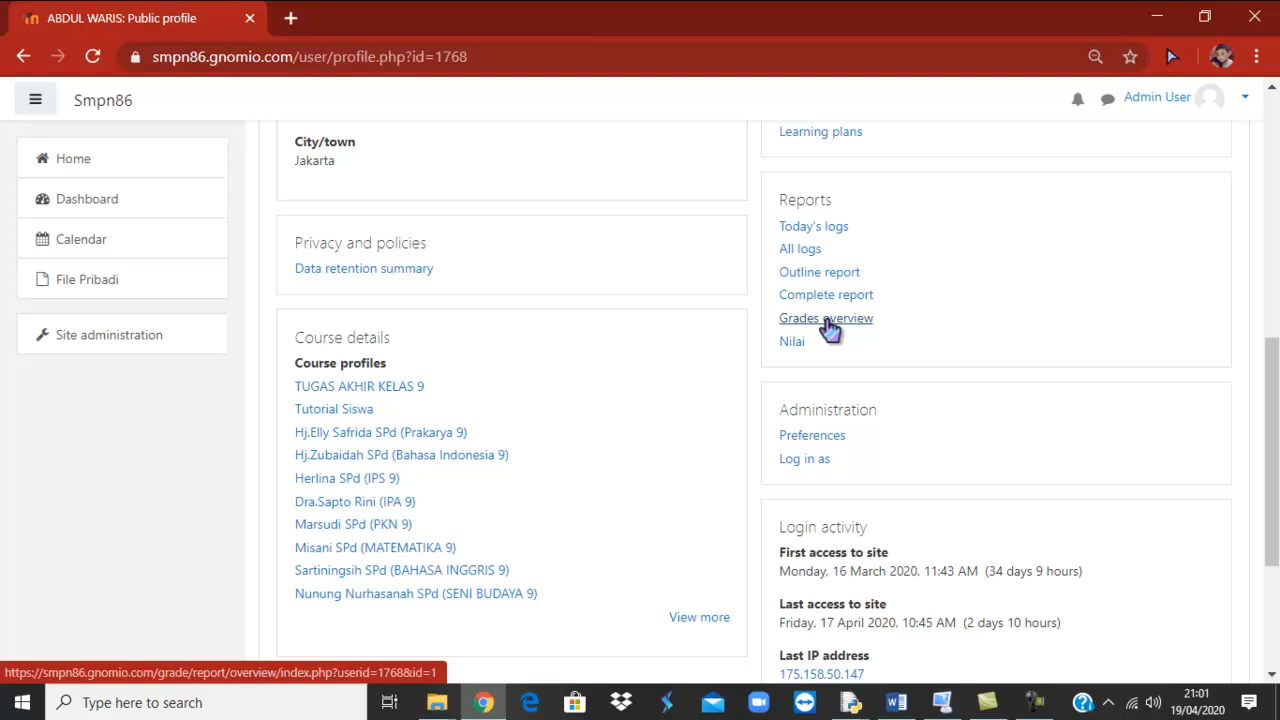 ABDUL WARIS: Public profile
smpn86.gnomio.com/user/profile.php?id=1768
Smpn86
Admin User
Home
Dashboard
Calendar
File Pribadi
Site administration
City/town
Jakarta
Privacy and policies
Data retention summary
Course details
Course profiles
TUGAS AKHIR KELAS 9
Tutorial Siswa
Hj.Elly Safrida SPd (Prakarya 9)
Hj.Zubaidah SPd (Bahasa Indonesia 9)
Herlina SPd (IPS 9)
Dra.Sapto Rini (IPA 9)
Marsudi SPd (PKN 9)
Misani SPd (MATEMATIKA 9)
Sartiningsih SPd (BAHASA INGGRIS 9)
Nunung Nurhasanah SPd (SENI BUDAYA 9)
View more
Learning plans
Reports
Today's logs
All logs
Outline report
Complete report
Grades overview
Nilai
Administration
Preferences
Log in as
Login activity
First access to site
Monday, 16 March 2020, 11:43 AM (34 days 9 hours)
Last access to site
Friday, 17 April 2020, 10:45 AM (2 days 10 hours)
Last IP address
175.158.50.147
https://smpn86.gnomio.com/grade/report/overview/index.php?userid=1768&id=1
Type here to search
21:01
19/04/2020